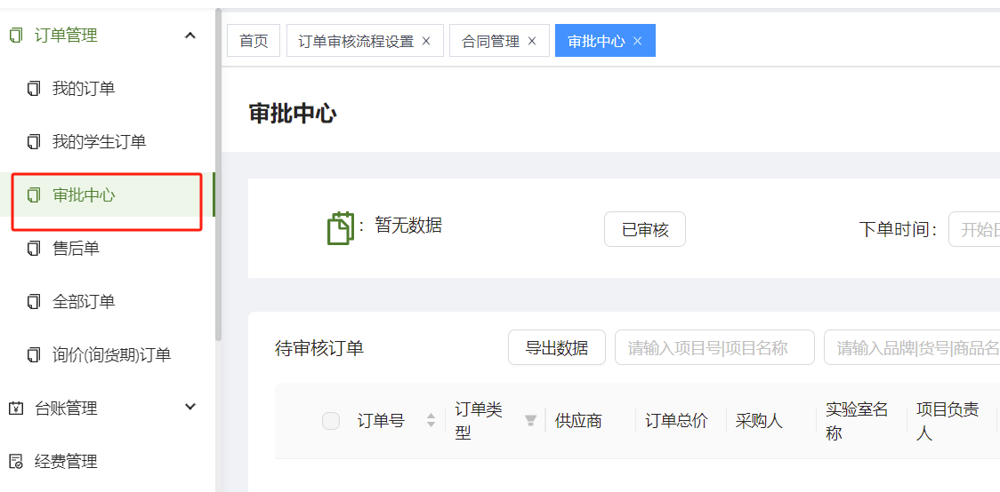 订单管理
我的订单
我的学生订单
审批中心
售后单
全部订单
询价(询货期)订单
台账管理
经费管理
首页 订单审核流程设置 × 合同管理 × 审批中心 ×
审批中心
: 暂无数据 已审核 下单时间: 开始日
待审核订单 导出数据 请输入项目号|项目名称 请输入品牌|货号|商品名
订单号 订单类型 供应商 订单总价 采购人 实验室名称 项目负责人